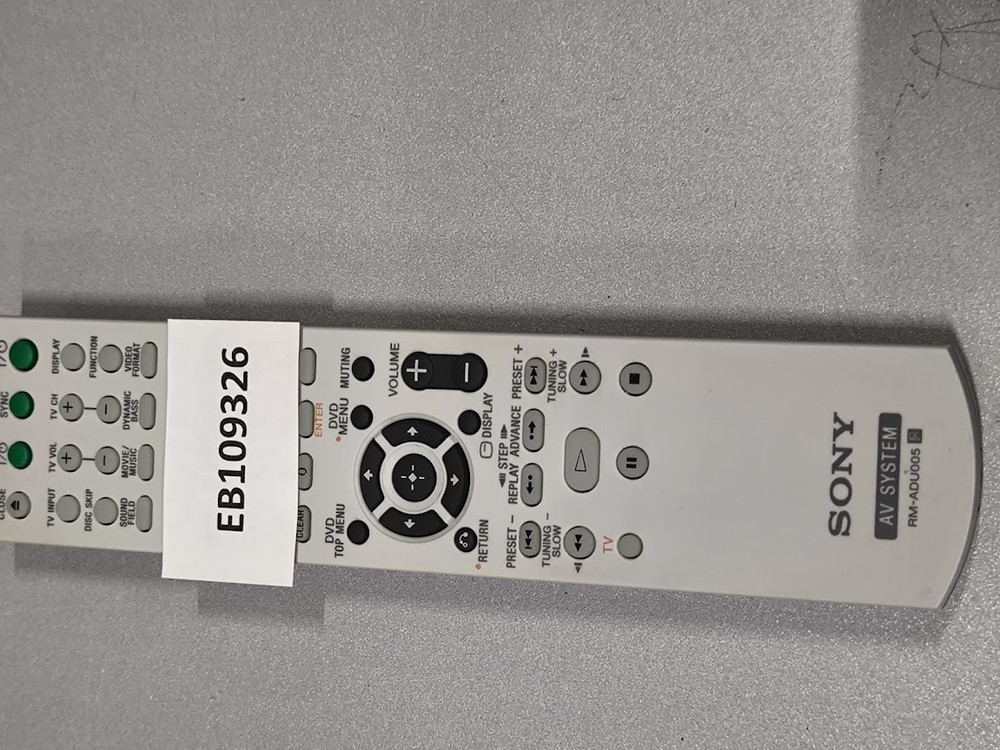 I/⏻
SYNC
I/⏻
CLOSE
DISPLAY
TV CH
TV VOL
TV INPUT
FUNCTION
DISC SKIP
VIDEO
FORMAT
DYNAMIC
BASS
MOVIE/
MUSIC
SOUND
FIELD
EB109326
ENTER
0
CLEAR
MUTING
DVD
MENU
DVD
TOP MENU
VOLUME
+
−
DISPLAY
RETURN
PRESET +
STEP
REPLAY ADVANCE
PRESET −
TUNING +
SLOW
TUNING −
SLOW
TV
SONY
AV SYSTEM
RM-ADU005 R